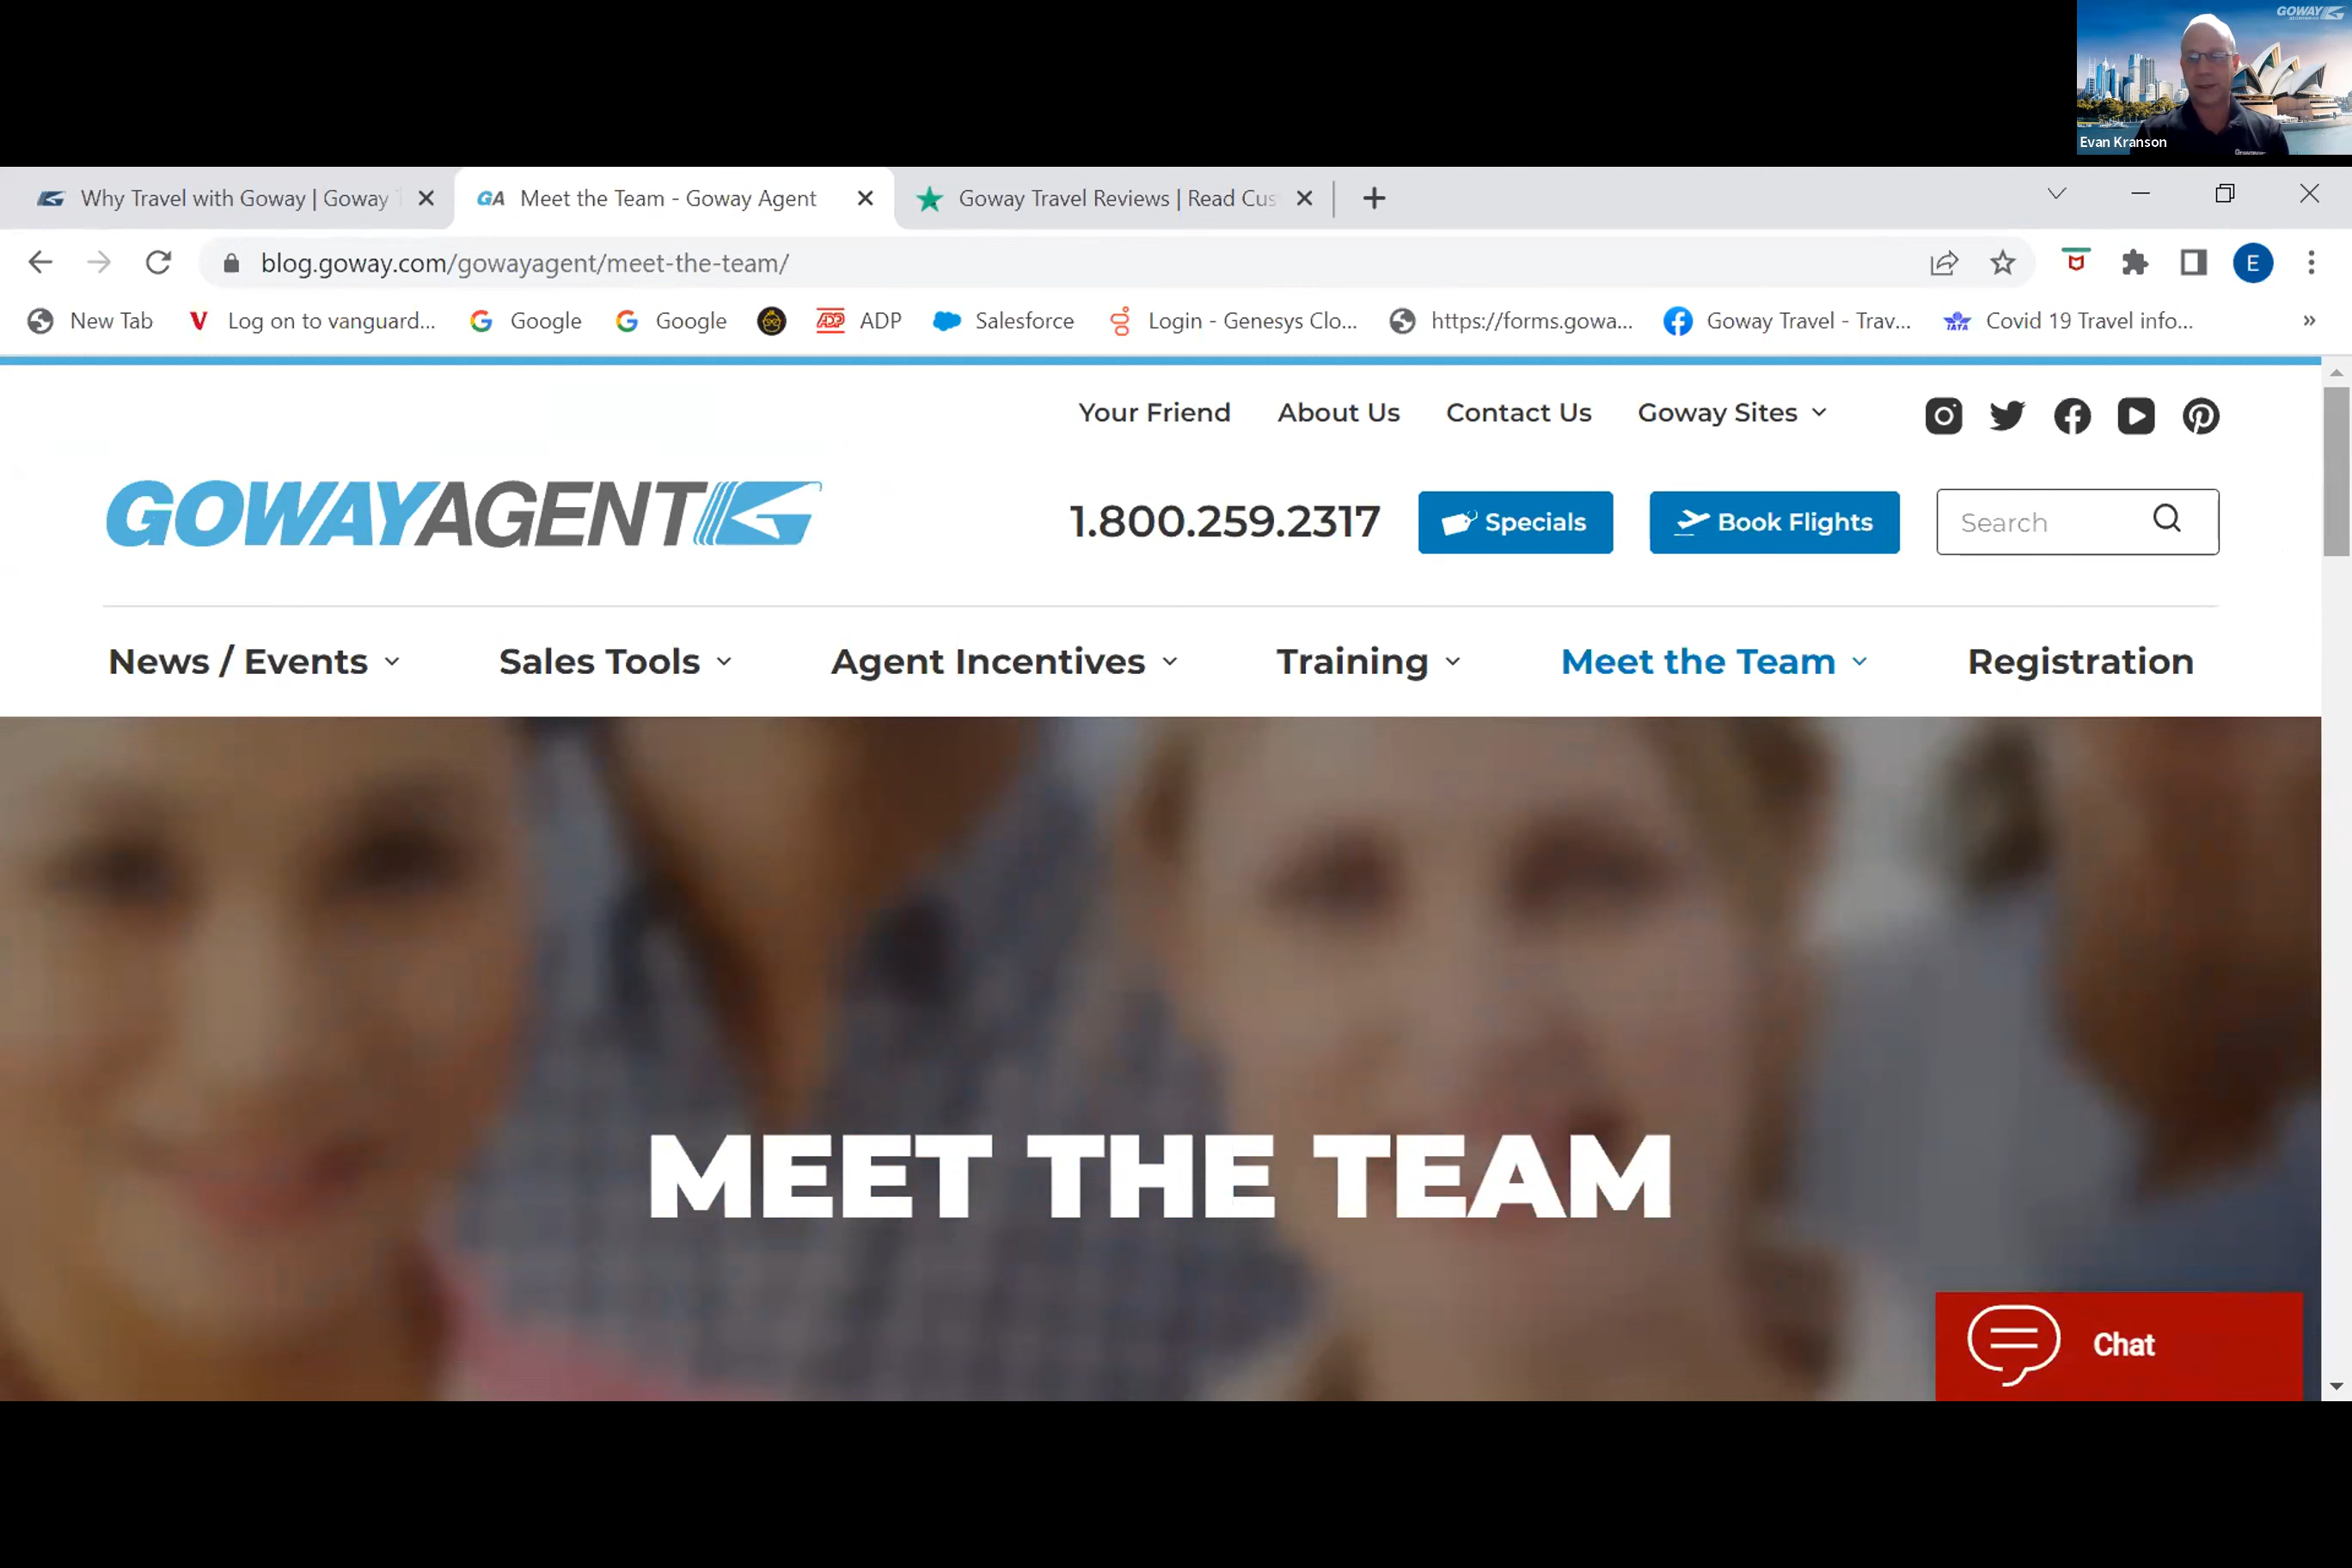 GOWAY
Evan Kranson
Why Travel with Goway | Goway
GA Meet the Team - Goway Agent
Goway Travel Reviews | Read Cus
blog.goway.com/gowayagent/meet-the-team/
E
New Tab
V Log on to vanguard...
G Google
G Google
ADP ADP
Salesforce
Login - Genesys Clo...
https://forms.gowa...
Goway Travel - Trav...
IATA Covid 19 Travel info...
»
Your Friend
About Us
Contact Us
Goway Sites
GOWAYAGENT
1.800.259.2317
Specials
Book Flights
Search
News / Events
Sales Tools
Agent Incentives
Training
Meet the Team
Registration
MEET THE TEAM
Chat